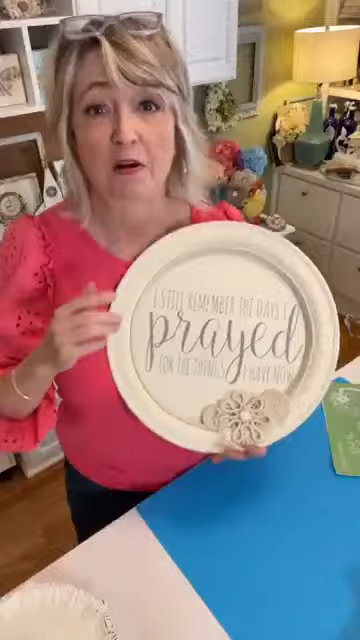 I STILL REMEMBER THE DAYS I
prayed
FOR THE THINGS I HAVE NOW